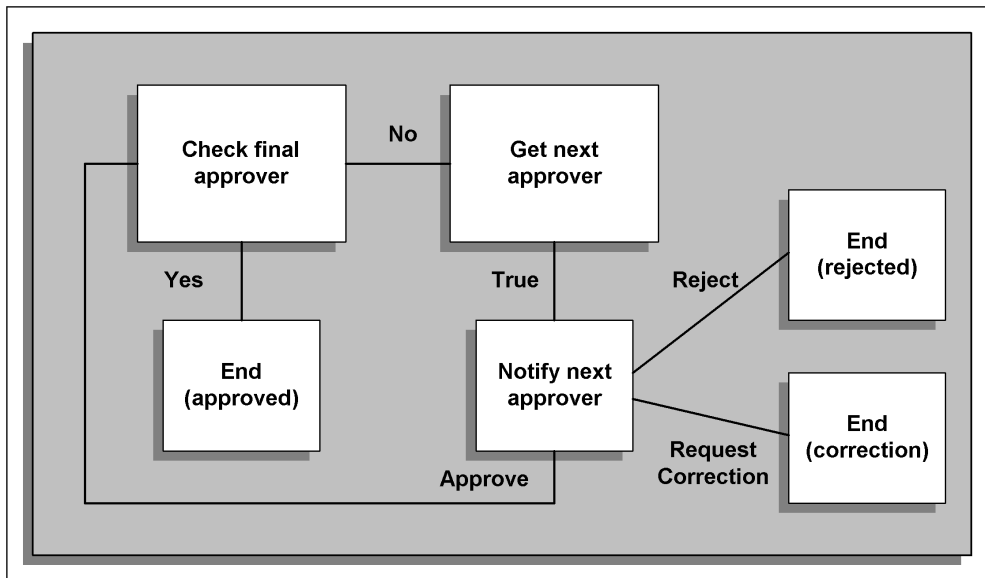 Check final
approver
No
Get next
approver
Yes
True
Reject
End
(rejected)
End
(approved)
Notify next
approver
End
(correction)
Request
Correction
Approve